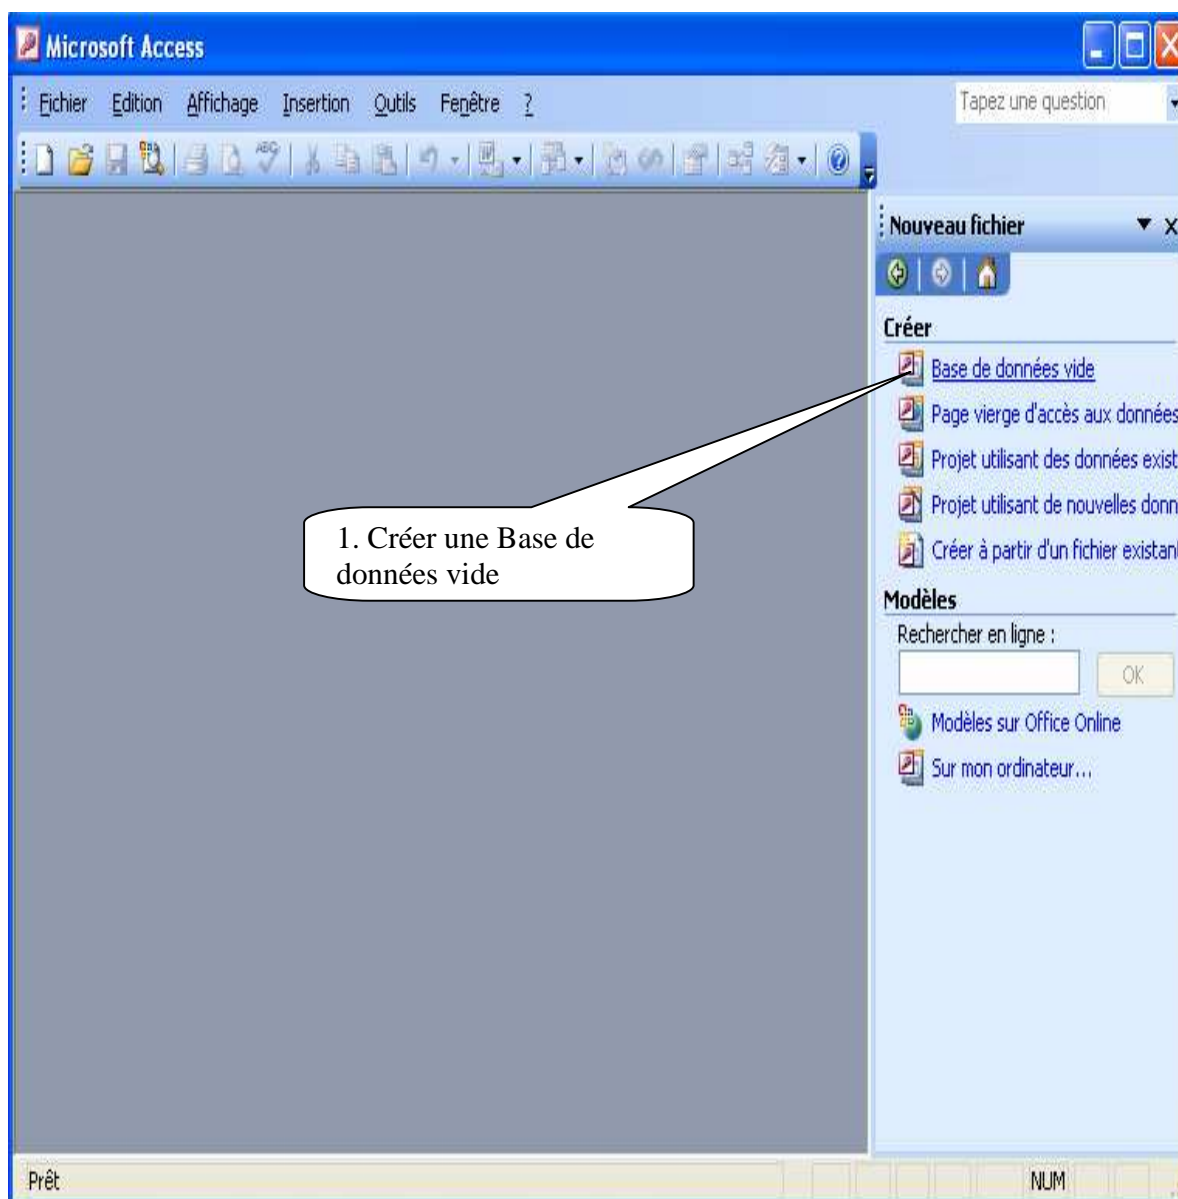 Microsoft Access
Fichier Edition Affichage Insertion Outils Fenêtre ?
Tapez une question
ABC
Nouveau fichier
Créer
Base de données vide
Page vierge d'accès aux données
Projet utilisant des données exist
Projet utilisant de nouvelles donn
Créer à partir d'un fichier existant
1. Créer une Base de
données vide
Modèles
Rechercher en ligne :
OK
Modèles sur Office Online
Sur mon ordinateur...
Prêt
NUM